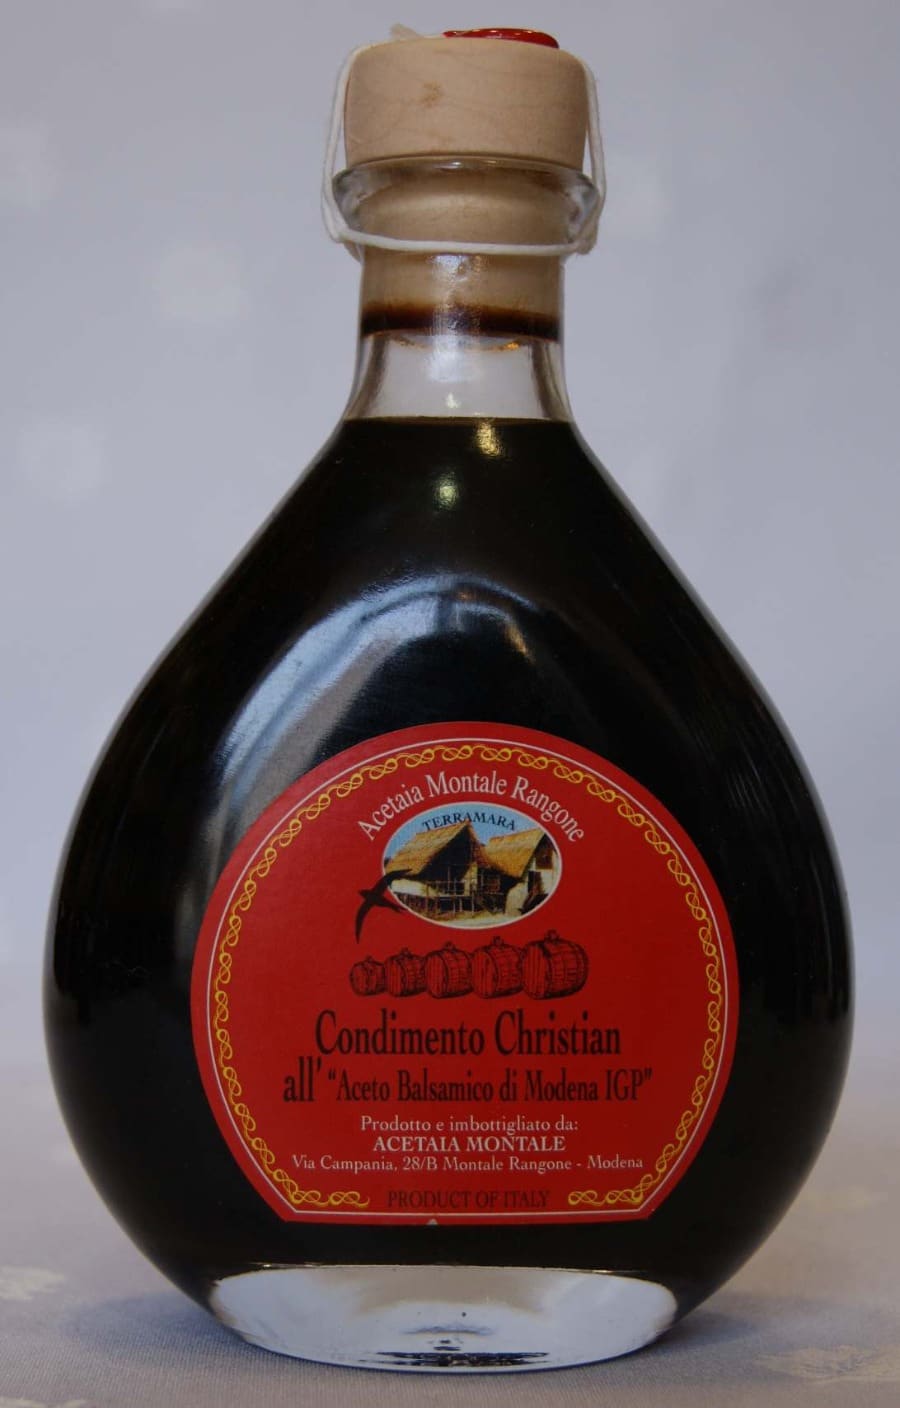 Acetaia Montale Rangone
TERRAMARA
Condimento Christian
all' "Aceto Balsamico di Modena IGP"
Prodotto e imbottigliato da:
ACETAIA MONTALE
Via Campania, 28/B Montale Rangone - Modena
PRODUCT OF ITALY